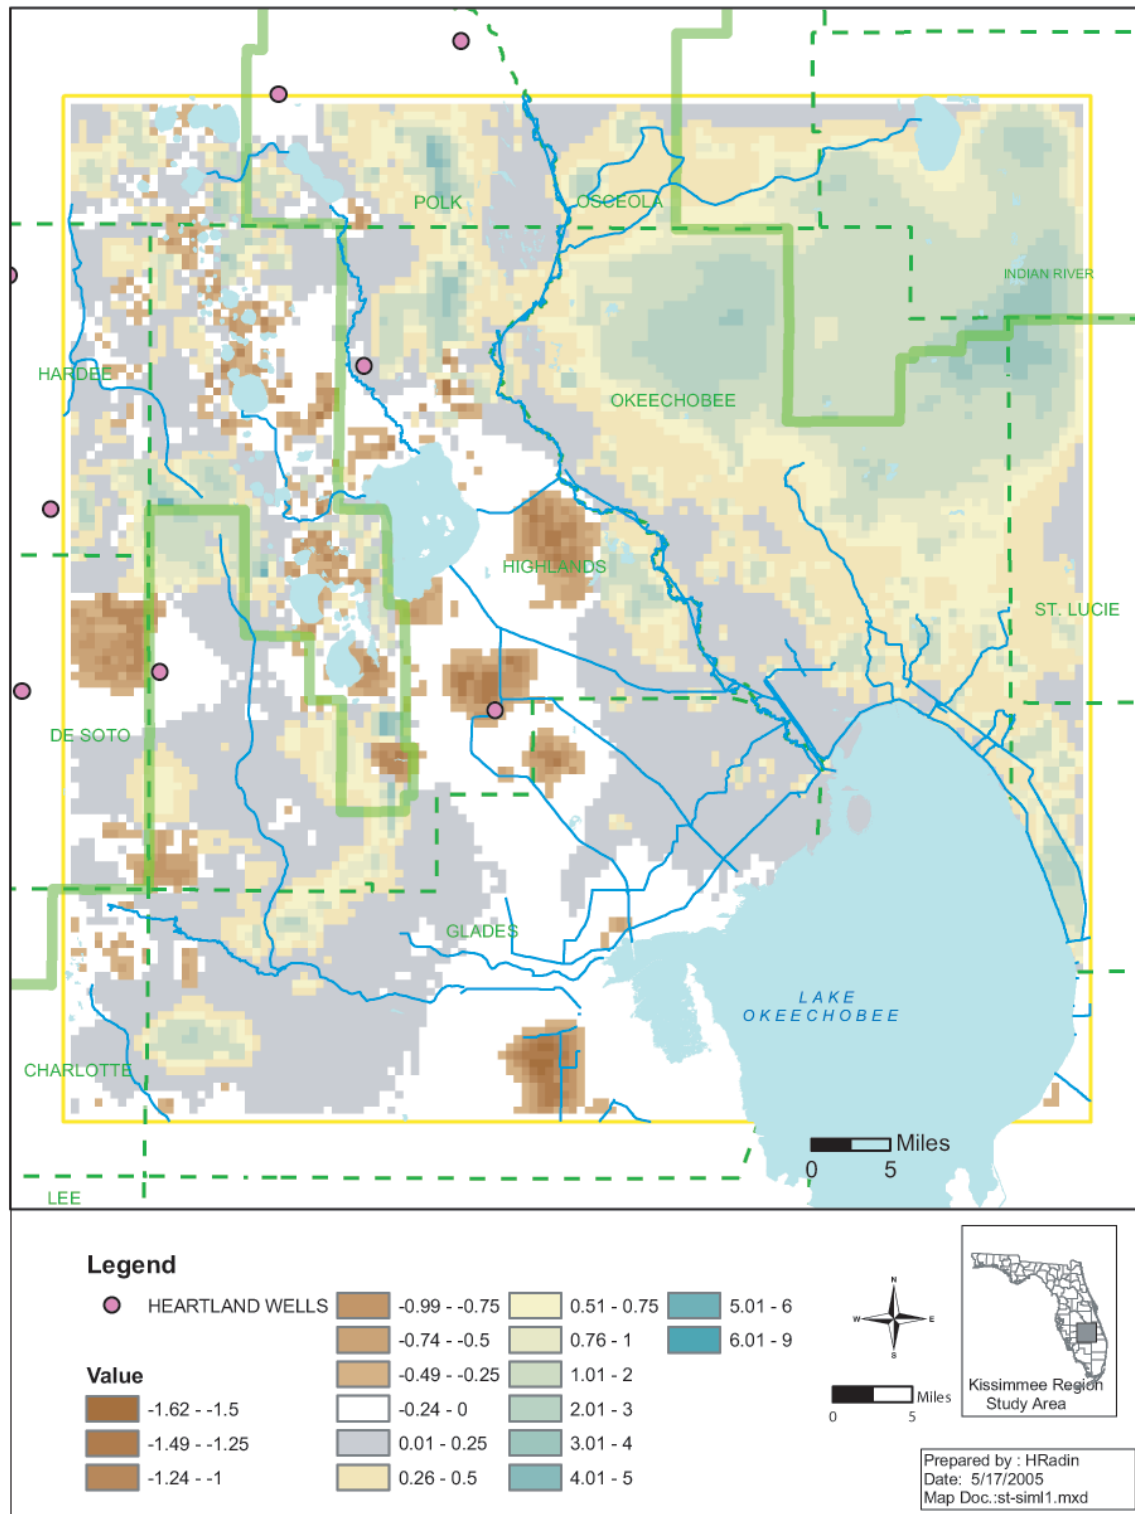 POLK
OSCEOLA
INDIAN RIVER
HARDEE
OKEECHOBEE
HIGHLANDS
ST. LUCIE
DE SOTO
GLADES
LAKE
OKEECHOBEE
CHARLOTTE
Miles
0 5
LEE
Legend
HEARTLAND WELLS
Value
-1.62 - -1.5
-1.49 - -1.25
-1.24 - -1
-0.99 - -0.75
-0.74 - -0.5
-0.49 - -0.25
-0.24 - 0
0.01 - 0.25
0.26 - 0.5
0.51 - 0.75
0.76 - 1
1.01 - 2
2.01 - 3
3.01 - 4
4.01 - 5
5.01 - 6
6.01 - 9
N
W E
S
Miles
0 5
Kissimmee Region
Study Area
Prepared by : HRadin
Date: 5/17/2005
Map Doc.:st-siml1.mxd